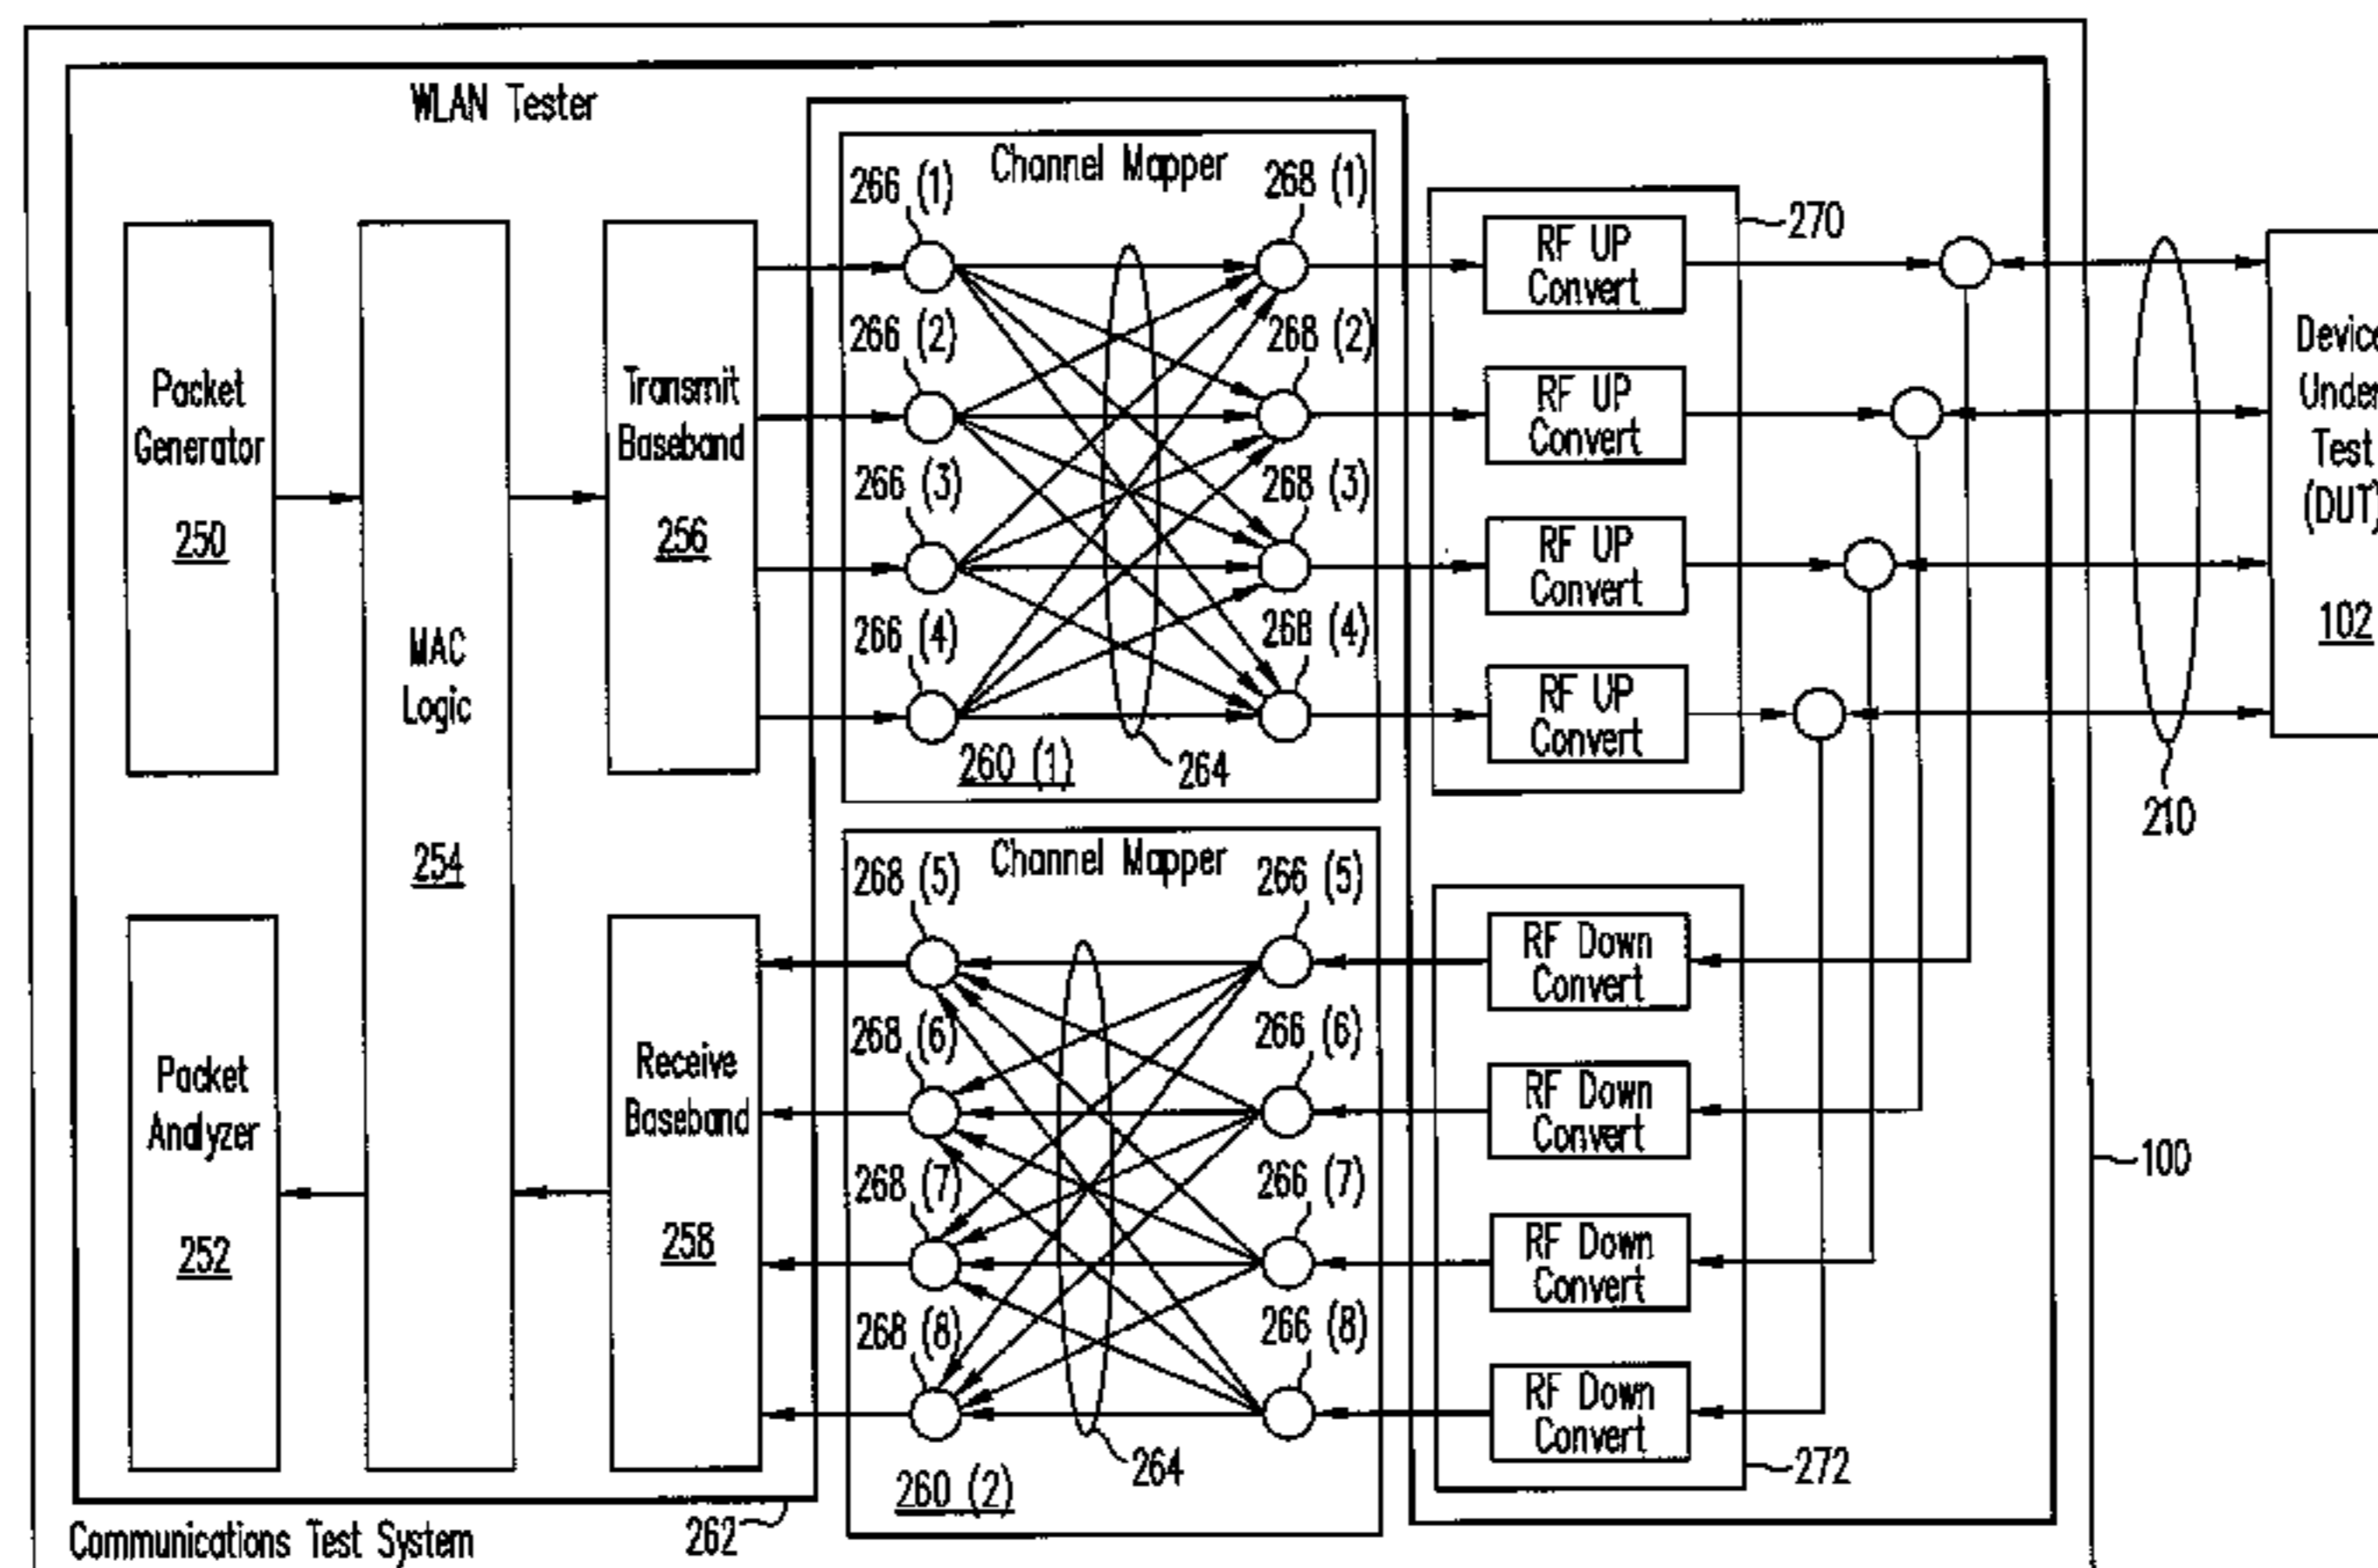 WLAN Tester
Packet
Generator
250
MAC
Logic
254
Transmit
Baseband
256
Channel Mapper
266 (1)
266 (2)
266 (3)
266 (4)
268 (1)
268 (2)
268 (3)
268 (4)
260 (1)
264
RF UP
Convert
RF UP
Convert
RF UP
Convert
RF UP
Convert
270
210
Device
Under
Test
(DUT)
102
Packet
Analyzer
252
Receive
Baseband
258
Channel Mapper
268 (5)
268 (6)
268 (7)
268 (8)
266 (5)
266 (6)
266 (7)
266 (8)
260 (2)
264
RF Down
Convert
RF Down
Convert
RF Down
Convert
RF Down
Convert
272
100
262
Communications Test System